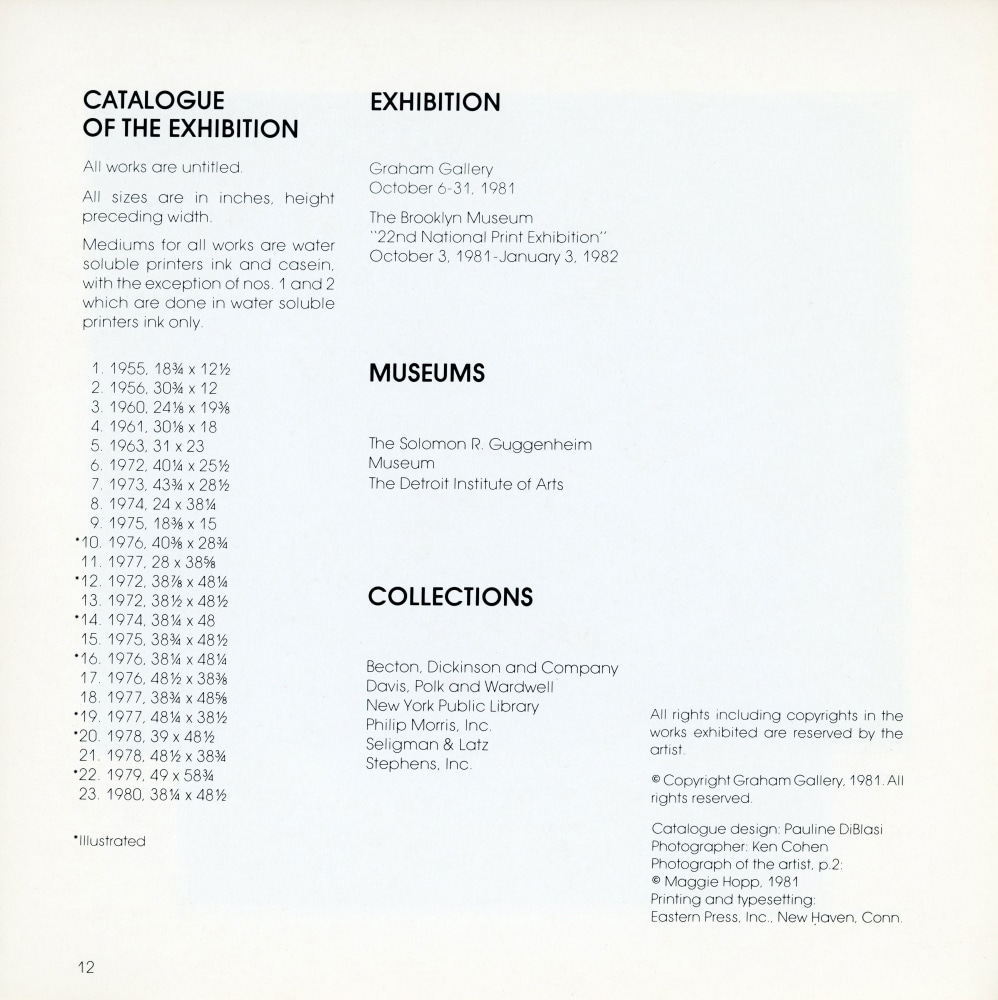 CATALOGUE
OF THE EXHIBITION
All works are untitled.
All sizes are in inches, height
preceding width.
Mediums for all works are water
soluble printers ink and casein,
with the exception of nos. 1 and 2
which are done in water soluble
printers ink only.
1. 1955, 18¾ x 12½
2. 1956, 30¾ x 12
3. 1960, 24⅛ x 19⅜
4. 1961, 30⅛ x 18
5. 1963, 31 x 23
6. 1972, 40¼ x 25½
7. 1973, 43¾ x 28½
8. 1974, 24 x 38¼
9. 1975, 18⅜ x 15
*10. 1976, 40⅜ x 28¾
11. 1977, 28 x 38⅝
*12. 1972, 38⅞ x 48¼
13. 1972, 38½ x 48½
*14. 1974, 38¼ x 48
15. 1975, 38¾ x 48½
*16. 1976, 38¼ x 48¼
17. 1976, 48½ x 38⅜
18. 1977, 38¾ x 48⅝
*19. 1977, 48¼ x 38½
*20. 1978, 39 x 48½
21. 1978, 48½ x 38¾
*22. 1979, 49 x 58¾
23. 1980, 38¼ x 48½
*Illustrated
EXHIBITION
Graham Gallery
October 6-31, 1981
The Brooklyn Museum
"22nd National Print Exhibition"
October 3, 1981-January 3, 1982
MUSEUMS
The Solomon R. Guggenheim
Museum
The Detroit Institute of Arts
COLLECTIONS
Becton, Dickinson and Company
Davis, Polk and Wardwell
New York Public Library
Philip Morris, Inc.
Seligman & Latz
Stephens, Inc.
All rights including copyrights in the
works exhibited are reserved by the
artist.
© Copyright Graham Gallery, 1981. All
rights reserved.
Catalogue design: Pauline DiBlasi
Photographer: Ken Cohen
Photograph of the artist, p.2:
© Maggie Hopp, 1981
Printing and typesetting:
Eastern Press, Inc., New Haven, Conn.
12